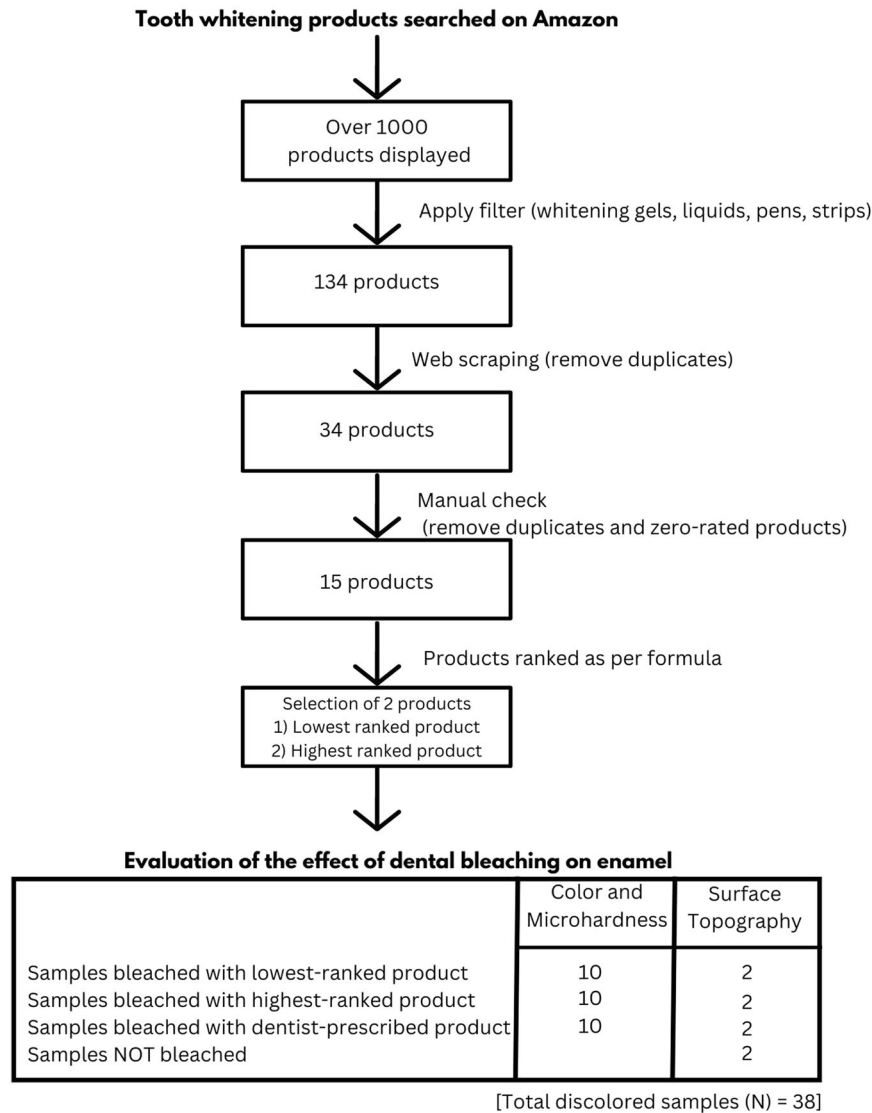 Tooth whitening products searched on Amazon
Over 1000
products displayed
Apply filter (whitening gels, liquids, pens, strips)
134 products
Web scraping (remove duplicates)
34 products
Manual check
(remove duplicates and zero-rated products)
15 products
Products ranked as per formula
Selection of 2 products
1) Lowest ranked product
2) Highest ranked product
Evaluation of the effect of dental bleaching on enamel
Color and Microhardness
Surface Topography
Samples bleached with lowest-ranked product 10 2
Samples bleached with highest-ranked product 10 2
Samples bleached with dentist-prescribed product 10 2
Samples NOT bleached 2
[Total discolored samples (N) = 38]